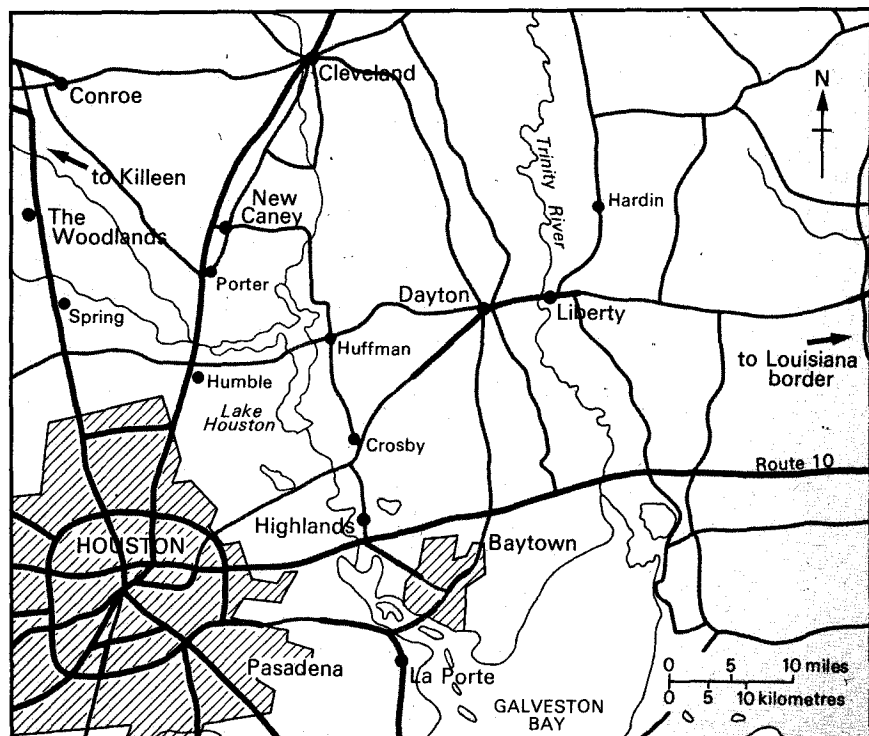 Cleveland
Conroe
N
to Killeen
Trinity
River
New
Caney
Hardin
The
Woodlands
Porter
Dayton
Liberty
Spring
Huffman
to Louisiana
border
Humble
Lake
Houston
Crosby
Route 10
Highlands
HOUSTON
Baytown
Pasadena
La Porte
0 5 10 miles
0 5 10 kilometres
GALVESTON
BAY